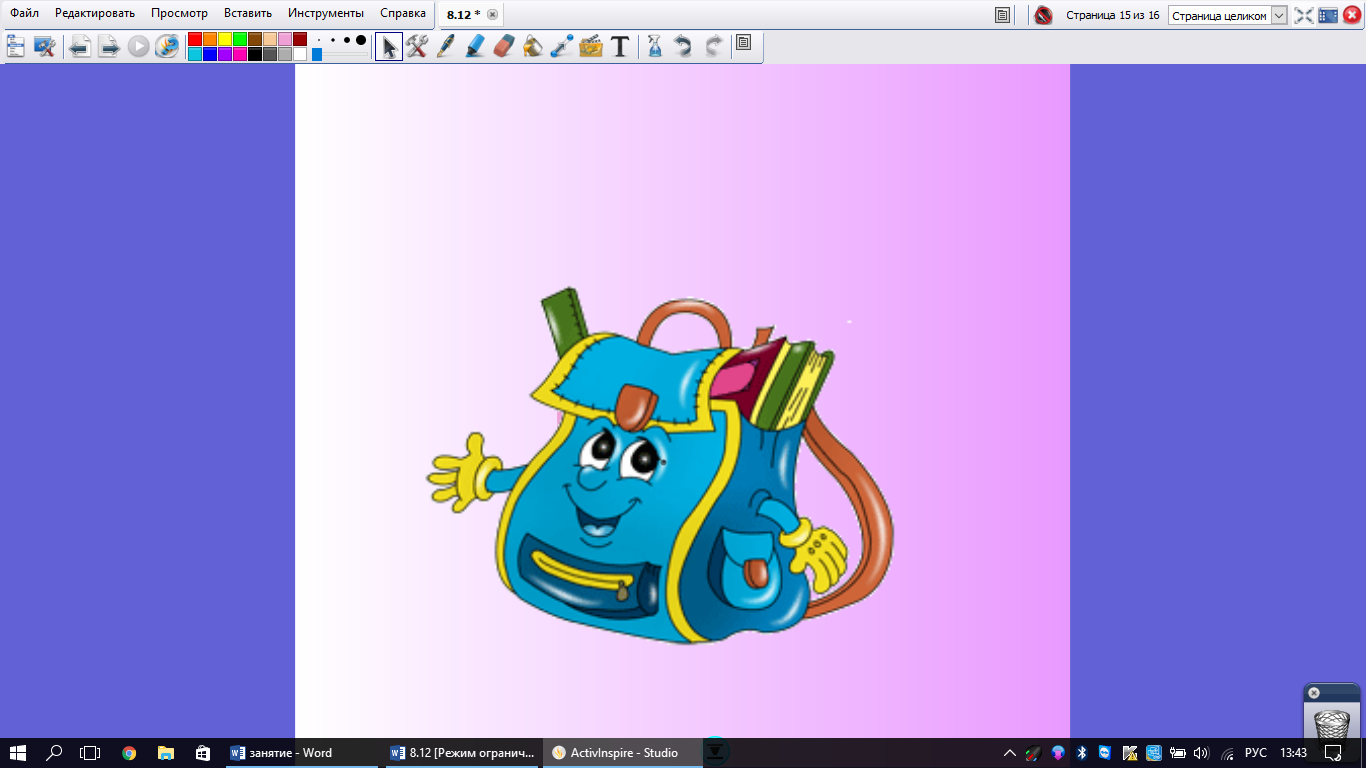 Файл Редактировать Просмотр Вставить Инструменты Справка 8.12 * Страница 15 из 16 Страница целиком
T
занятие - Word 8.12 [Режим огранич... ActivInspire - Studio РУС 13:43